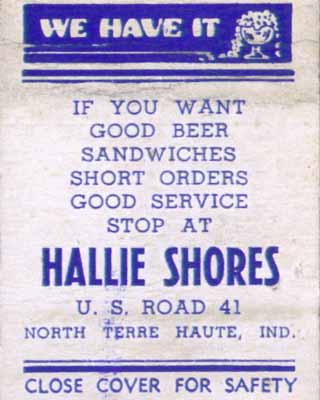 WE HAVE IT
IF YOU WANT
GOOD BEER
SANDWICHES
SHORT ORDERS
GOOD SERVICE
STOP AT
HALLIE SHORES
U. S. ROAD 41
NORTH TERRE HAUTE, IND.
CLOSE COVER FOR SAFETY